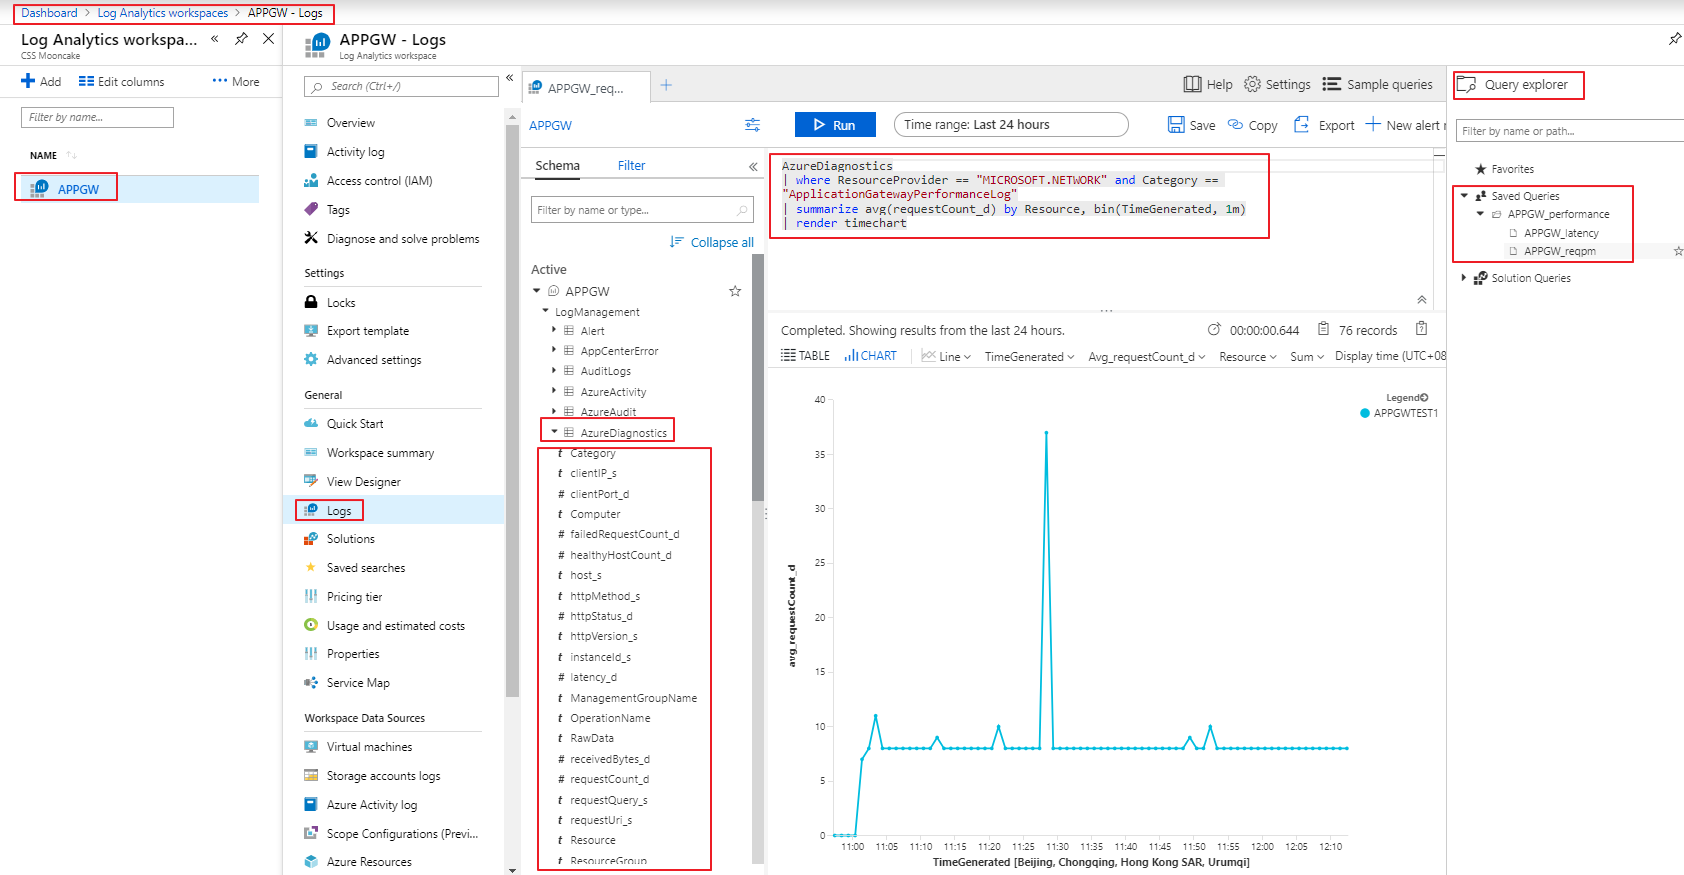 Dashboard > Log Analytics workspaces > APPGW - Logs
Log Analytics workspa... «
CSS Mooncake
Add Edit columns ··· More
Filter by name...
NAME ↑↓
APPGW
APPGW - Logs
Log Analytics workspace
Search (Ctrl+/) «
Overview
Activity log
Access control (IAM)
Tags
Diagnose and solve problems
Settings
Locks
Export template
Advanced settings
General
Quick Start
Workspace summary
View Designer
Logs
Solutions
Saved searches
Pricing tier
Usage and estimated costs
Properties
Service Map
Workspace Data Sources
Virtual machines
Storage accounts logs
Azure Activity log
Scope Configurations (Previ...
Azure Resources
APPGW_req... +
Help Settings Sample queries
APPGW
Run
Time range: Last 24 hours
Save Copy Export New alert r
Schema Filter «
Filter by name or type...
Collapse all
Active
APPGW
LogManagement
Alert
AppCenterError
AuditLogs
AzureActivity
AzureAudit
AzureDiagnostics
t Category
t clientIP_s
# clientPort_d
t Computer
# failedRequestCount_d
# healthyHostCount_d
t host_s
t httpMethod_s
# httpStatus_d
t httpVersion_s
t instanceId_s
# latency_d
t ManagementGroupName
t OperationName
t RawData
# receivedBytes_d
# requestCount_d
t requestQuery_s
t requestUri_s
t Resource
t ResourceGroup
AzureDiagnostics
| where ResourceProvider == "MICROSOFT.NETWORK" and Category ==
"ApplicationGatewayPerformanceLog"
| summarize avg(requestCount_d) by Resource, bin(TimeGenerated, 1m)
| render timechart
Completed. Showing results from the last 24 hours. 00:00:00.644 76 records
TABLE CHART Line TimeGenerated Avg_requestCount_d Resource Sum Display time (UTC+08
Legend
APPGWTEST1
40
35
30
25
20
15
10
5
0
avg_requestCount_d
11:00 11:05 11:10 11:15 11:20 11:25 11:30 11:35 11:40 11:45 11:50 11:55 12:00 12:05 12:10
TimeGenerated [Beijing, Chongqing, Hong Kong SAR, Urumqi]
Query explorer
Filter by name or path...
Favorites
Saved Queries
APPGW_performance
APPGW_latency
APPGW_reqpm
Solution Queries